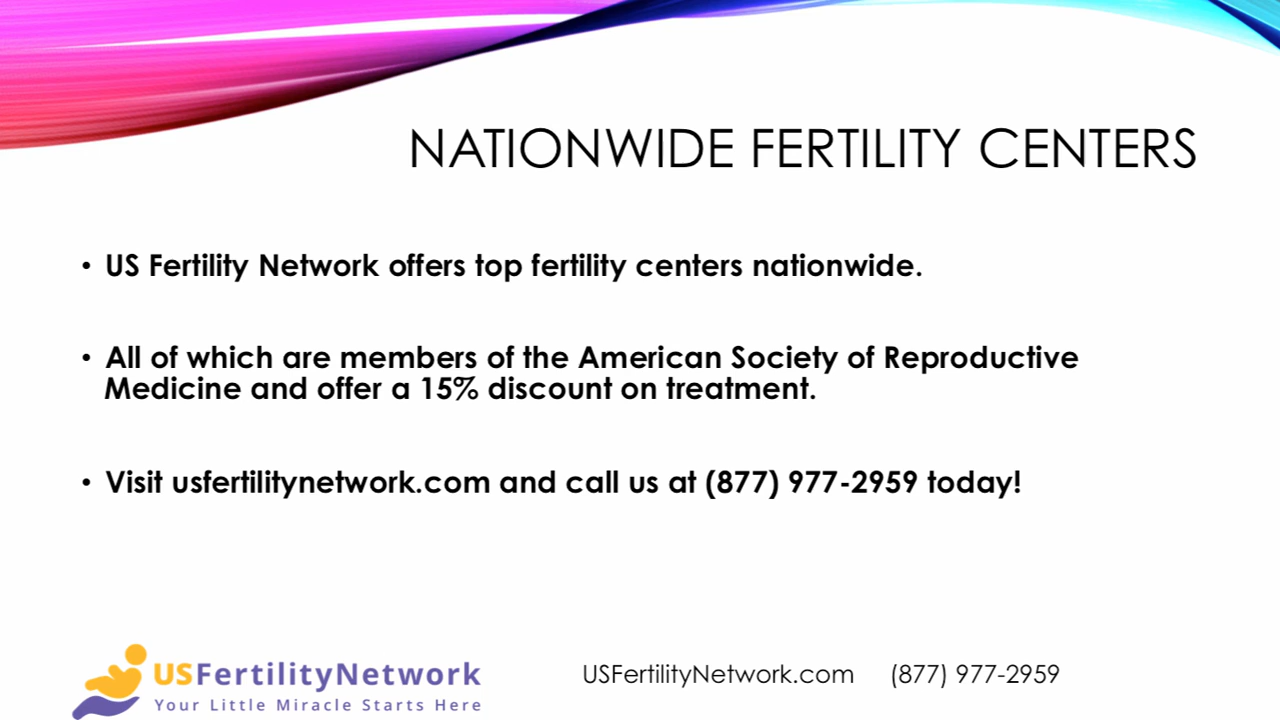 NATIONWIDE FERTILITY CENTERS
• US Fertility Network offers top fertility centers nationwide.
• All of which are members of the American Society of Reproductive
Medicine and offer a 15% discount on treatment.
• Visit usfertilitynetwork.com and call us at (877) 977-2959 today!
USFertilityNetwork
Your Little Miracle Starts Here
USFertilityNetwork.com (877) 977-2959